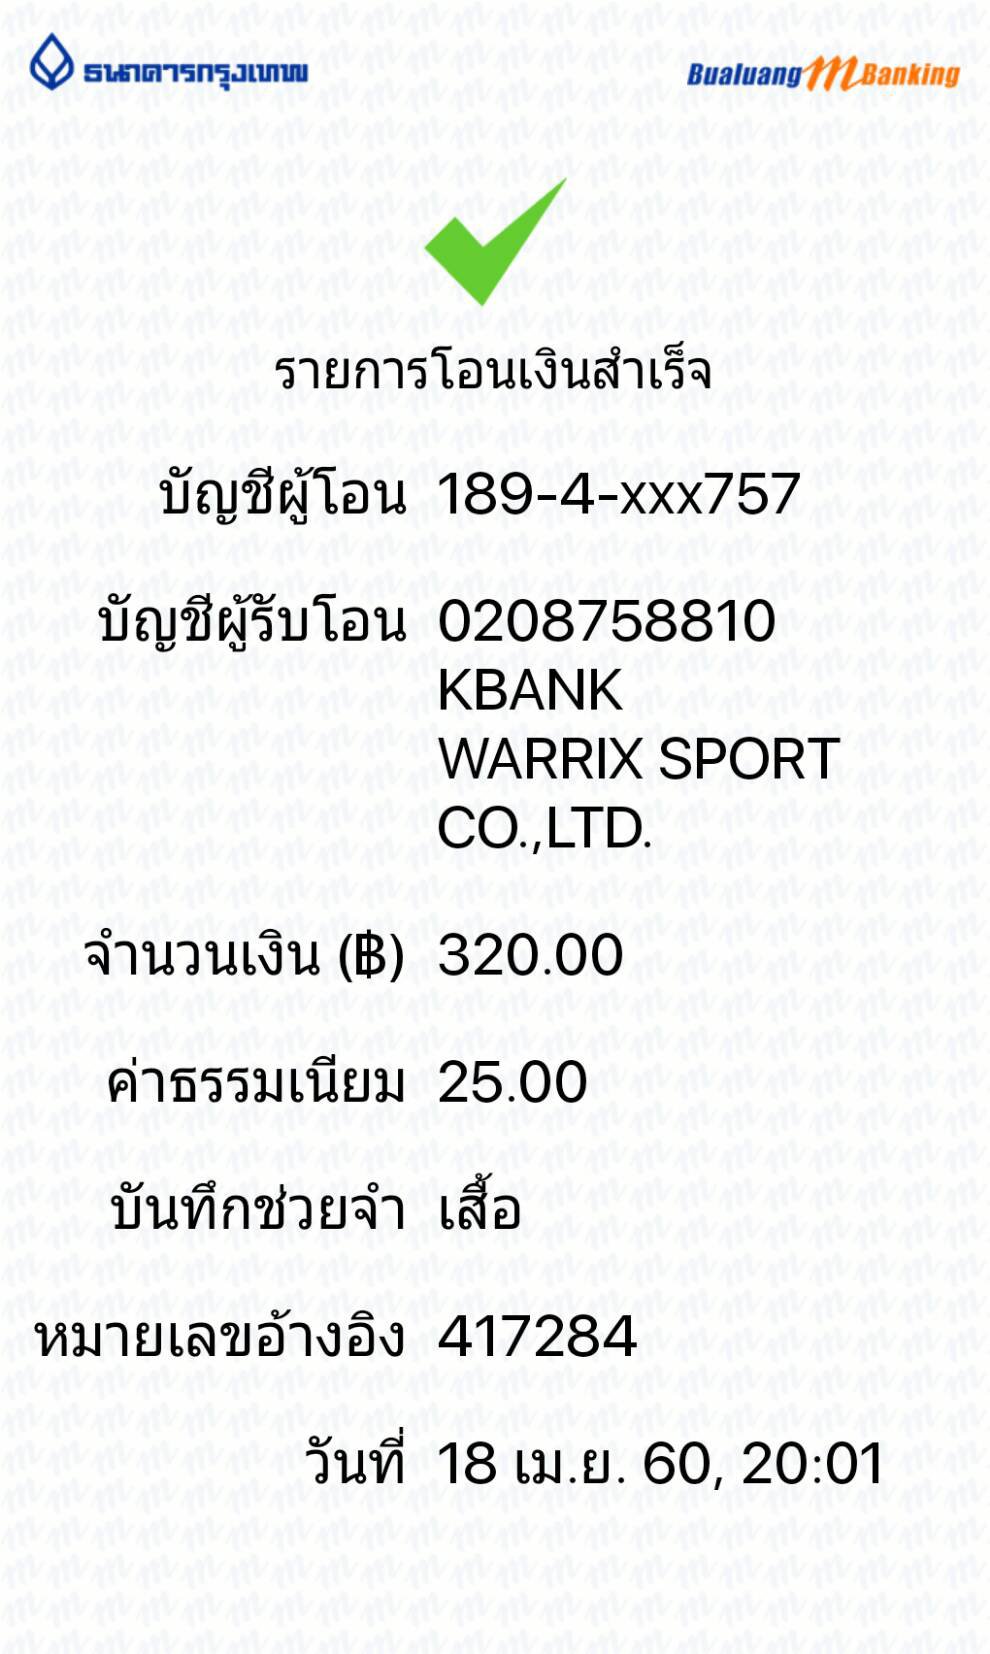 ธนาคารกรุงเทพ
Bualuang mBanking
รายการโอนเงินสำเร็จ
บัญชีผู้โอน 189-4-xxx757
บัญชีผู้รับโอน 0208758810
KBANK
WARRIX SPORT
CO.,LTD.
จำนวนเงิน (฿) 320.00
ค่าธรรมเนียม 25.00
บันทึกช่วยจำ เสื้อ
หมายเลขอ้างอิง 417284
วันที่ 18 เม.ย. 60, 20:01